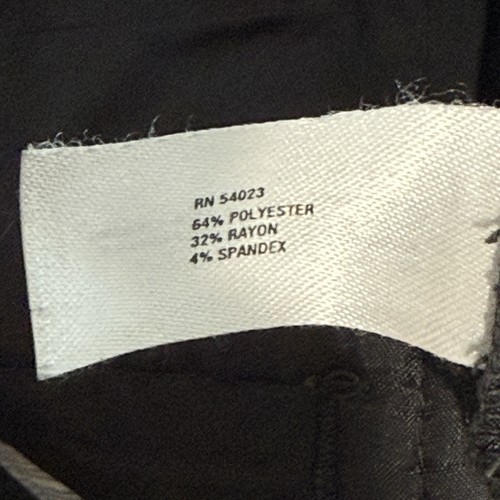 RN 54023
64% POLYESTER
32% RAYON
4% SPANDEX